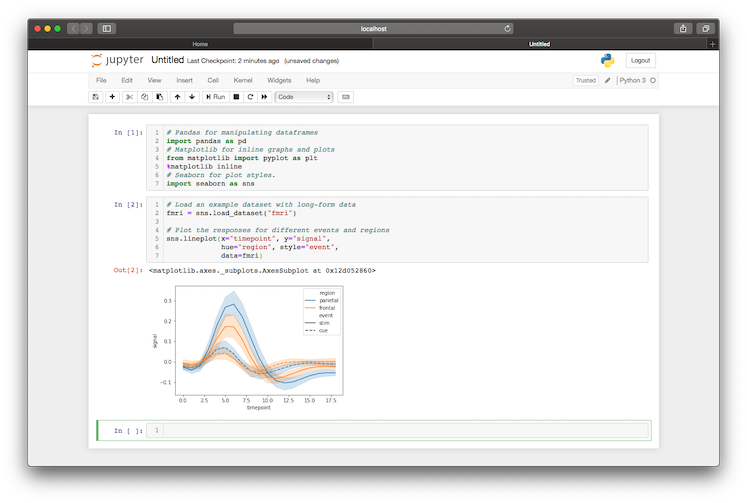 localhost
Home
Untitled
+
jupyter Untitled Last Checkpoint: 2 minutes ago (unsaved changes)
Logout
File Edit View Insert Cell Kernel Widgets Help
Trusted
Python 3
Run
Code
In [1]:
1 # Pandas for manipulating dataframes
2 import pandas as pd
3 # Matplotlib for inline graphs and plots
4 from matplotlib import pyplot as plt
5 %matplotlib inline
6 # Seaborn for plot styles.
7 import seaborn as sns
In [2]:
1 # Load an example dataset with long-form data
2 fmri = sns.load_dataset("fmri")
3
4 # Plot the responses for different events and regions
5 sns.lineplot(x="timepoint", y="signal",
6 hue="region", style="event",
7 data=fmri)
Out[2]: <matplotlib.axes._subplots.AxesSubplot at 0x12d052860>
region
parietal
frontal
event
stim
cue
0.3
0.2
0.1
0.0
−0.1
signal
0.0 2.5 5.0 7.5 10.0 12.5 15.0 17.5
timepoint
In [ ]:
1